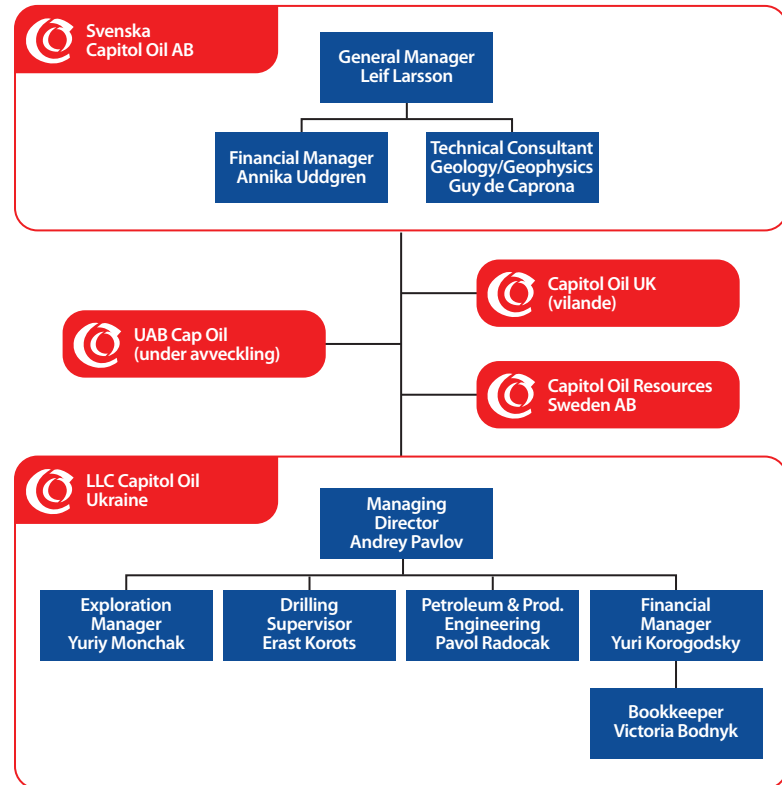 Svenska
Capitol Oil AB
General Manager
Leif Larsson
Financial Manager
Annika Uddgren
Technical Consultant
Geology/Geophysics
Guy de Caprona
Capitol Oil UK
(vilande)
UAB Cap Oil
(under avveckling)
Capitol Oil Resources
Sweden AB
LLC Capitol Oil
Ukraine
Managing
Director
Andrey Pavlov
Exploration
Manager
Yuriy Monchak
Drilling
Supervisor
Erast Korots
Petroleum & Prod.
Engineering
Pavol Radocak
Financial
Manager
Yuri Korogodsky
Bookkeeper
Victoria Bodnyk